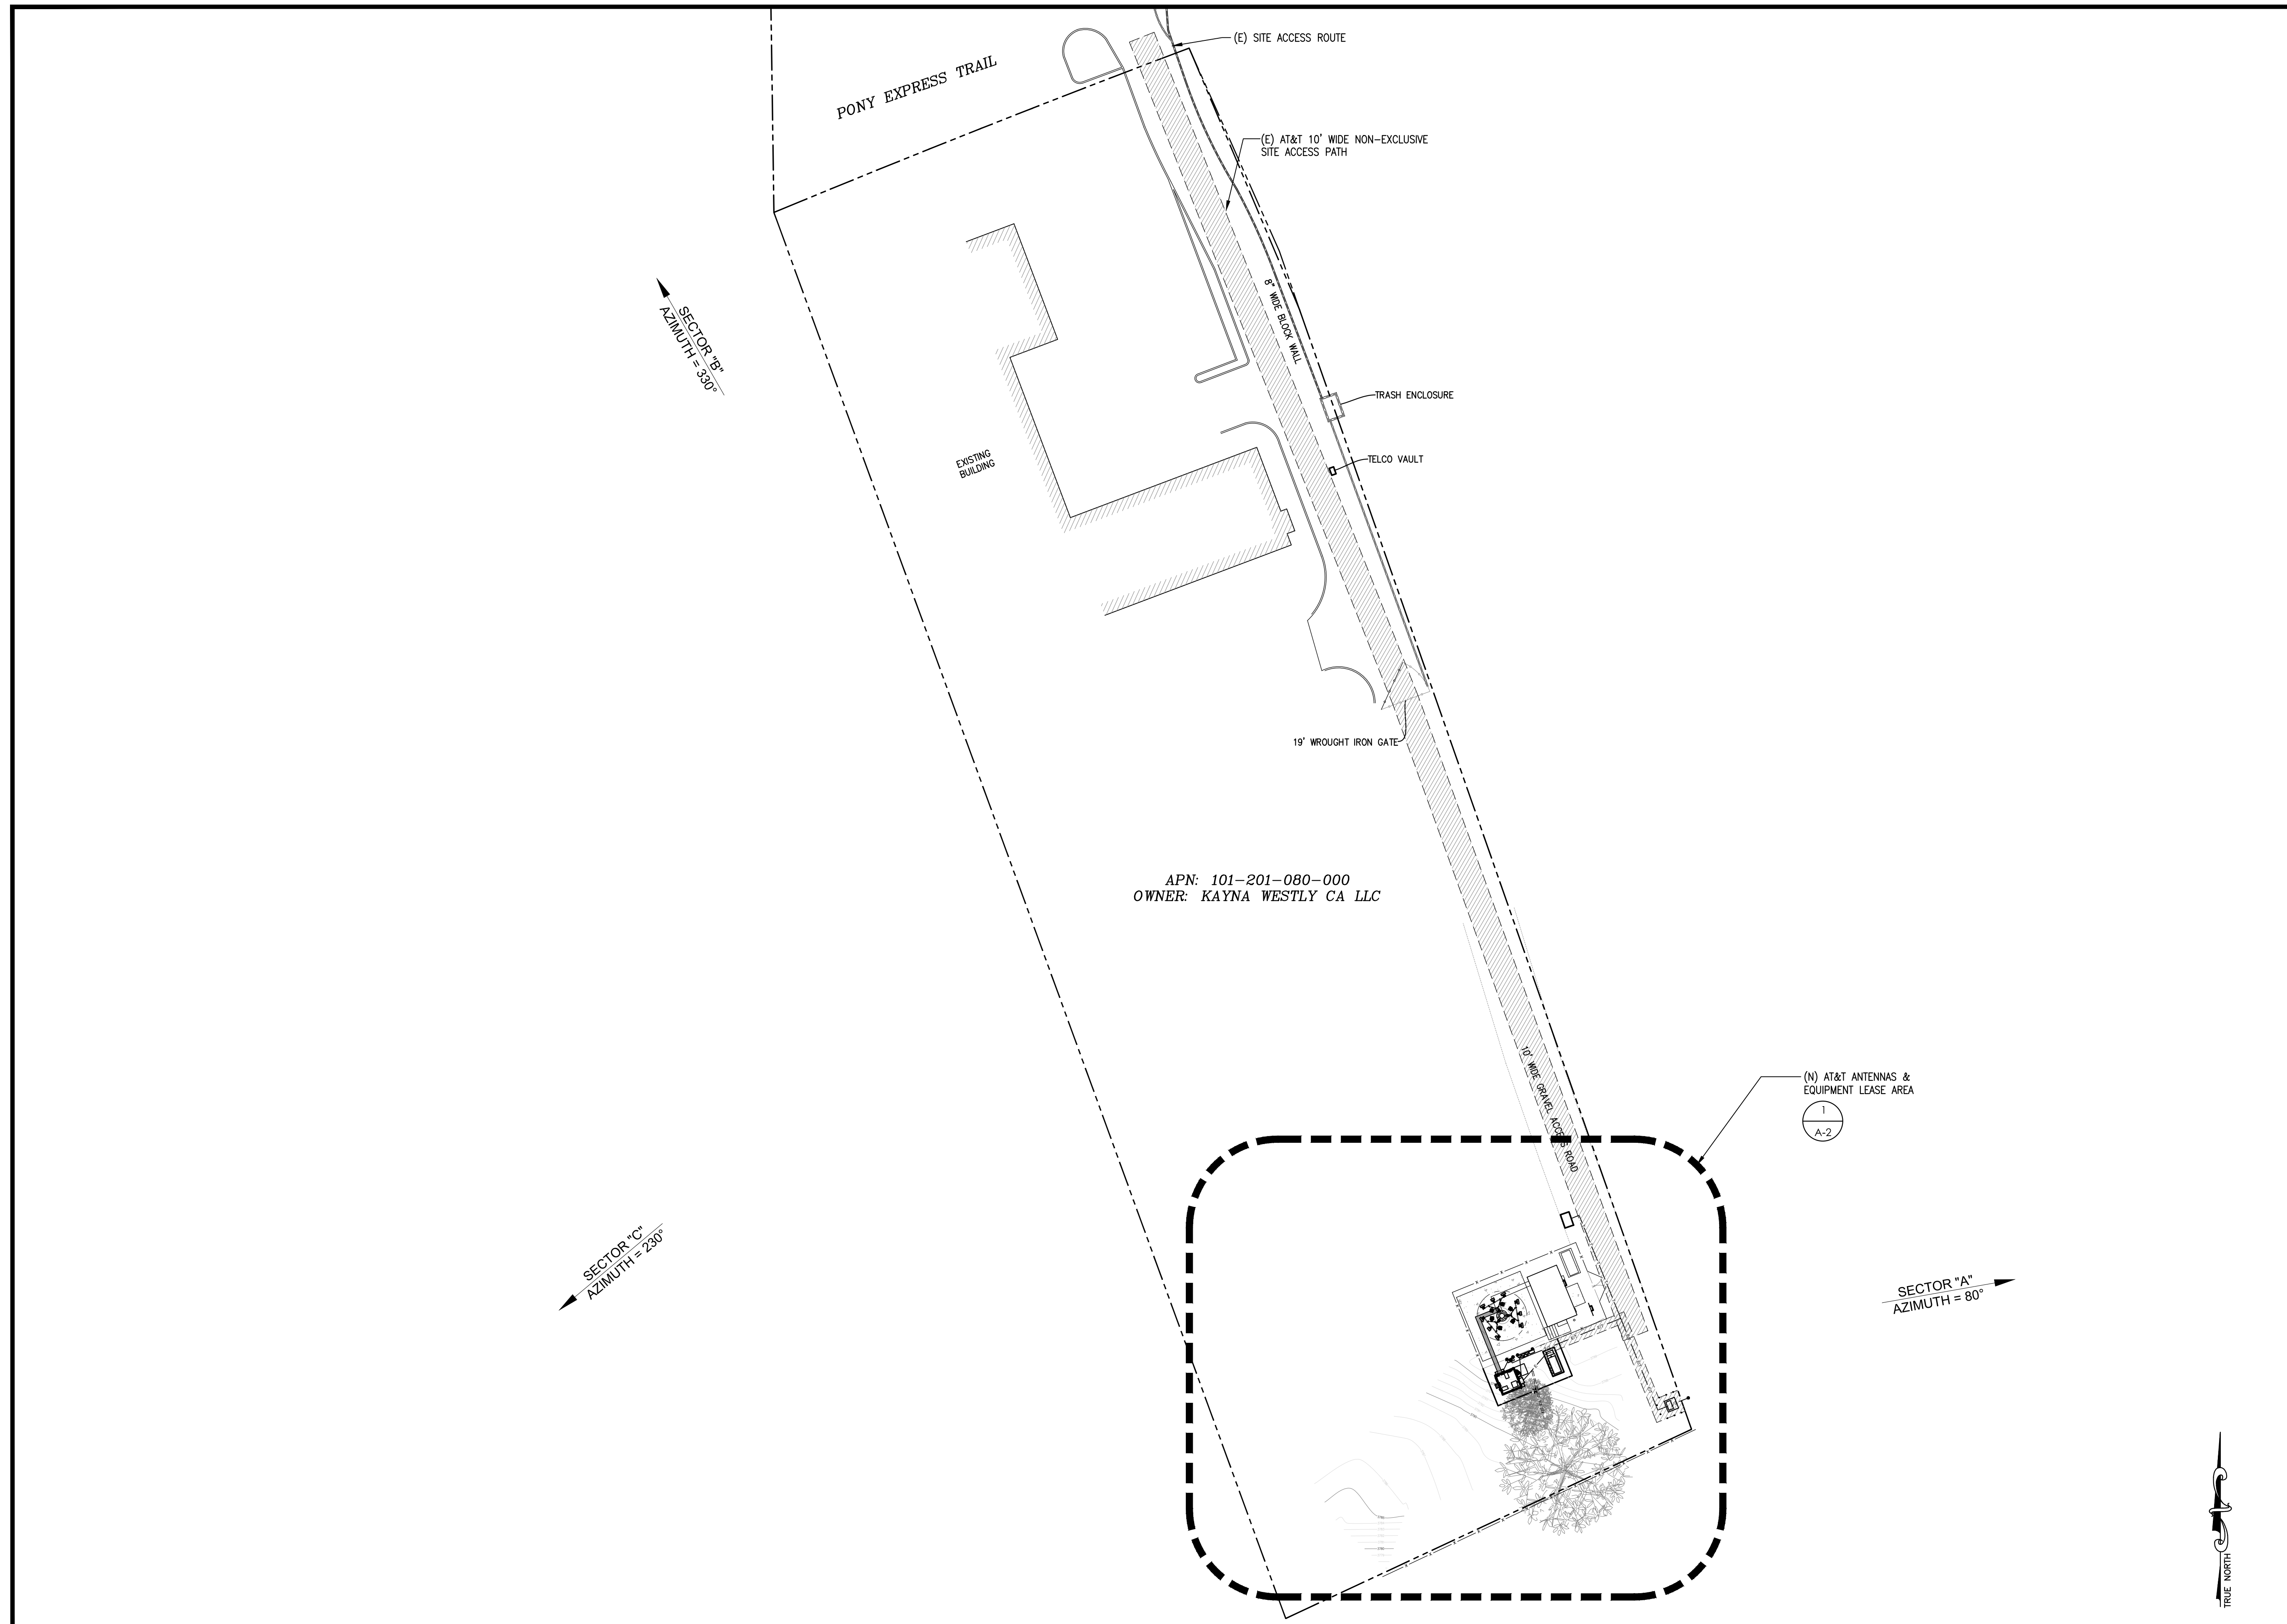 (E) SITE ACCESS ROUTE
PONY EXPRESS TRAIL
(E) AT&T 10' WIDE NON-EXCLUSIVE
SITE ACCESS PATH
8" WIDE BLOCK WALL
SECTOR "B"
AZIMUTH = 330°
TRASH ENCLOSURE
EXISTING
BUILDING
TELCO VAULT
19' WROUGHT IRON GATE
APN: 101-201-080-000
OWNER: KAYNA WESTLY CA LLC
10' WIDE GRAVEL ACCESS ROAD
(N) AT&T ANTENNAS &
EQUIPMENT LEASE AREA
1
A-2
SECTOR "C"
AZIMUTH = 230°
SECTOR "A"
AZIMUTH = 80°
TRUE NORTH